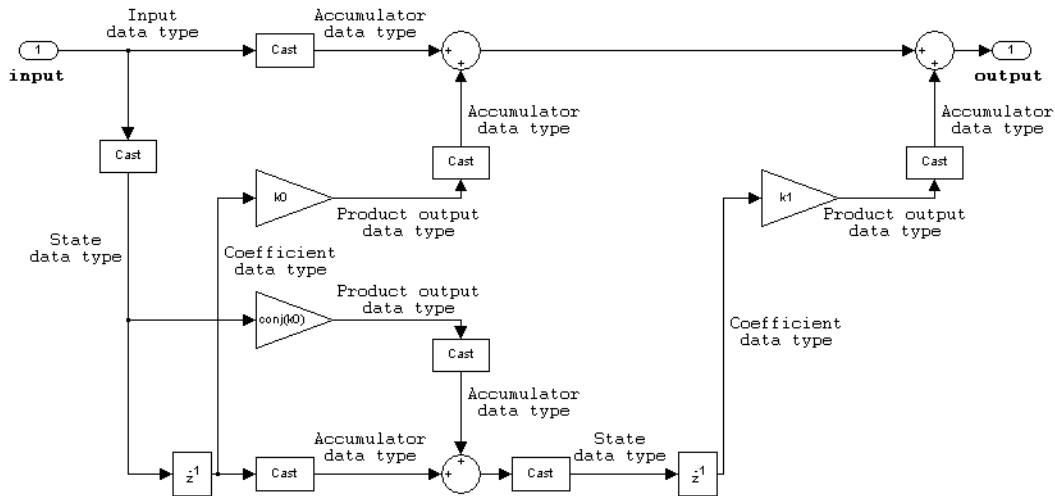 Input
data type
Accumulator
data type
1
Cast
+
+
+
+
1
input
output
Accumulator
data type
Accumulator
data type
Cast
Cast
Cast
k0
k1
Product output
data type
Product output
data type
State
data type
Coefficient
data type
Product output
data type
conj(k0)
Coefficient
data type
Cast
Accumulator
data type
Accumulator
data type
State
data type
z-1
Cast
+
+
Cast
z-1